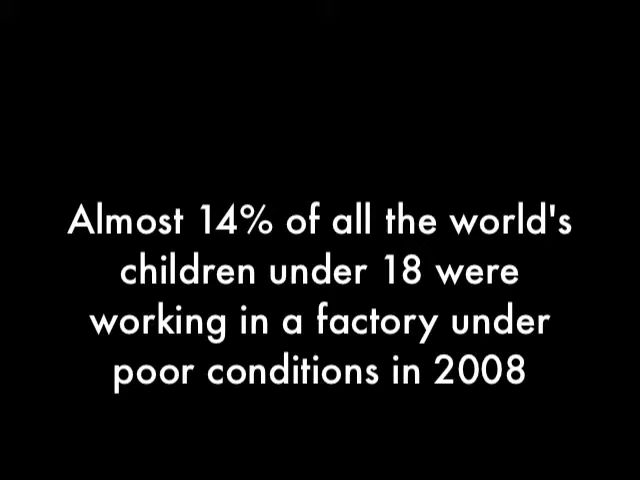 Almost 14% of all the world's
children under 18 were
working in a factory under
poor conditions in 2008